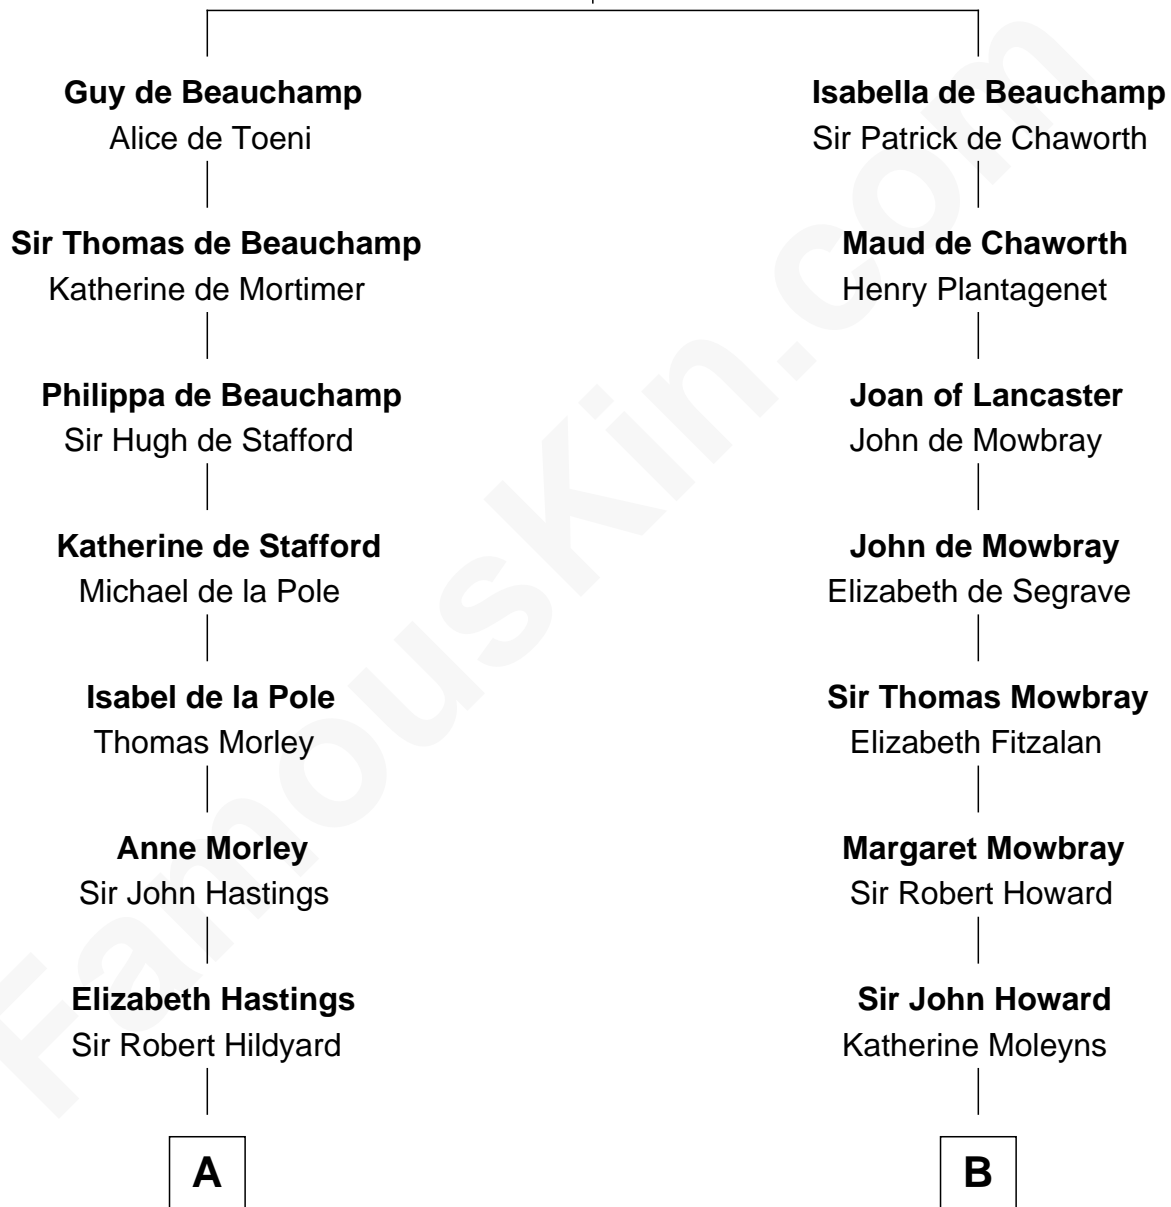 Guy de Beauchamp
Alice de Toeni
Sir Thomas de Beauchamp
Katherine de Mortimer
Philippa de Beauchamp
Sir Hugh de Stafford
Katherine de Stafford
Michael de la Pole
Isabel de la Pole
Thomas Morley
Anne Morley
Sir John Hastings
Elizabeth Hastings
Sir Robert Hildyard
A
Isabella de Beauchamp
Sir Patrick de Chaworth
Maud de Chaworth
Henry Plantagenet
Joan of Lancaster
John de Mowbray
John de Mowbray
Elizabeth de Segrave
Sir Thomas Mowbray
Elizabeth Fitzalan
Margaret Mowbray
Sir Robert Howard
Sir John Howard
Katherine Moleyns
B
FamousKin.com